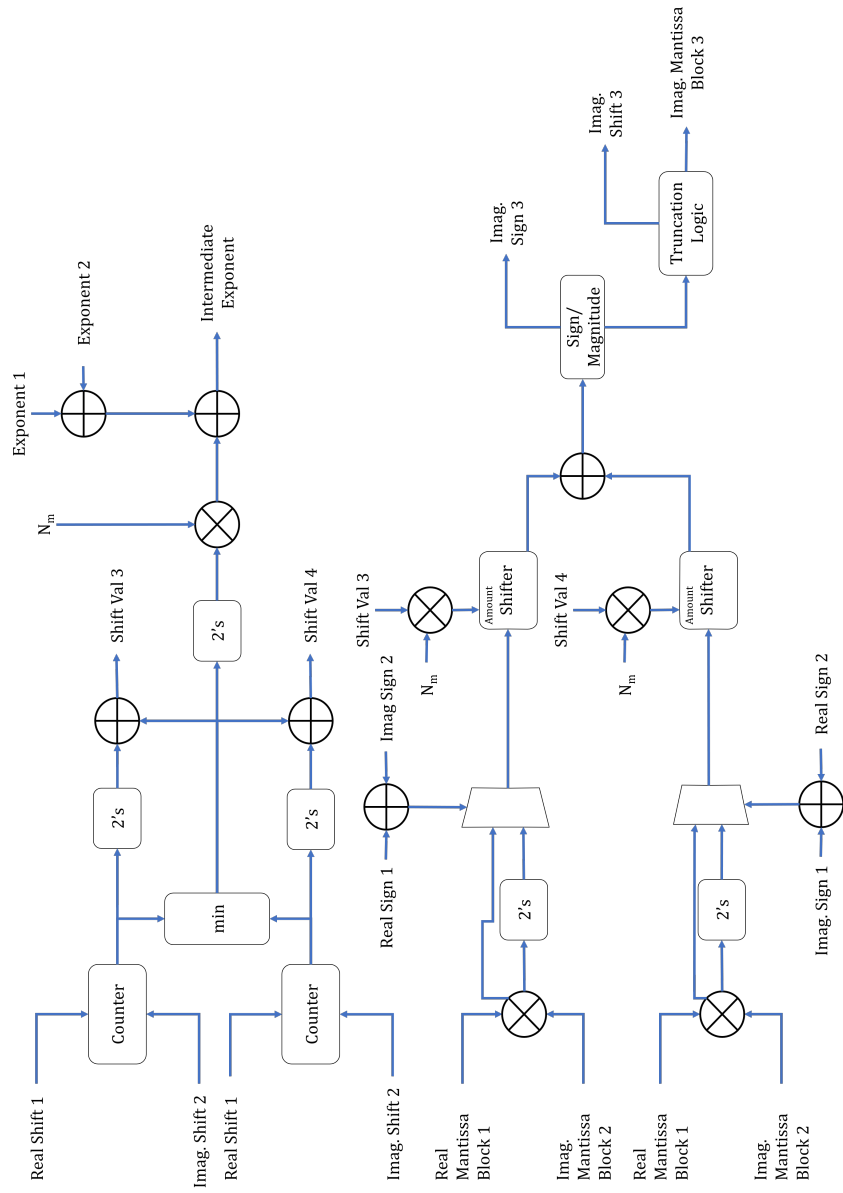 Real Shift 1
Imag. Shift 2
Real Shift 1
Imag. Shift 2
Counter
Counter
min
2's
2's
2's
Shift Val 3
Shift Val 4
N_m
Exponent 1
Exponent 2
Intermediate
Exponent
Real
Mantissa
Block 1
Imag.
Mantissa
Block 2
Real
Mantissa
Block 1
Imag.
Mantissa
Block 2
2's
2's
Real Sign 1
Imag Sign 2
Imag. Sign 1
Real Sign 2
N_m
Shift Val 3
N_m
Shift Val 4
Amount
Shifter
Amount
Shifter
Sign/
Magnitude
Imag.
Sign 3
Truncation
Logic
Imag.
Shift 3
Imag. Mantissa
Block 3